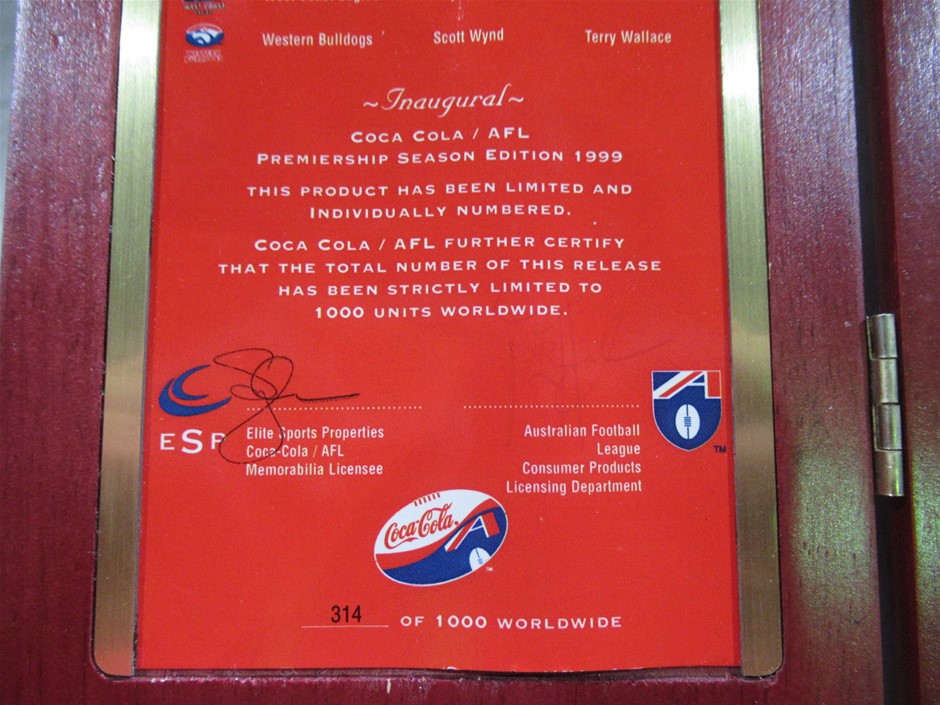 Western Bulldogs Scott Wynd Terry Wallace
~Inaugural~
COCA COLA / AFL
PREMIERSHIP SEASON EDITION 1999
THIS PRODUCT HAS BEEN LIMITED AND
INDIVIDUALLY NUMBERED.
COCA COLA / AFL FURTHER CERTIFY
THAT THE TOTAL NUMBER OF THIS RELEASE
HAS BEEN STRICTLY LIMITED TO
1000 UNITS WORLDWIDE.
ESP
Elite Sports Properties
Coca-Cola / AFL
Memorabilia Licensee
Australian Football
League
Consumer Products
Licensing Department
TM
Coca-Cola
TM
314 OF 1000 WORLDWIDE